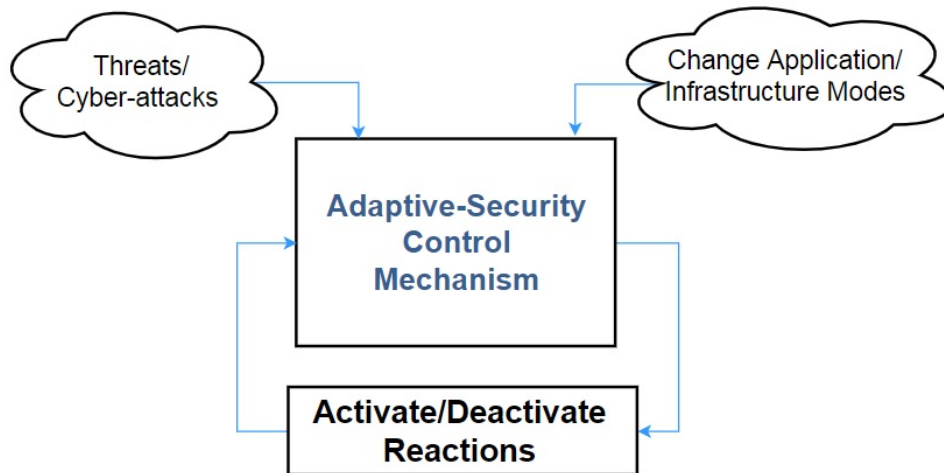 Threats/
Cyber-attacks
Change Application/
Infrastructure Modes
Adaptive-Security
Control
Mechanism
Activate/Deactivate
Reactions